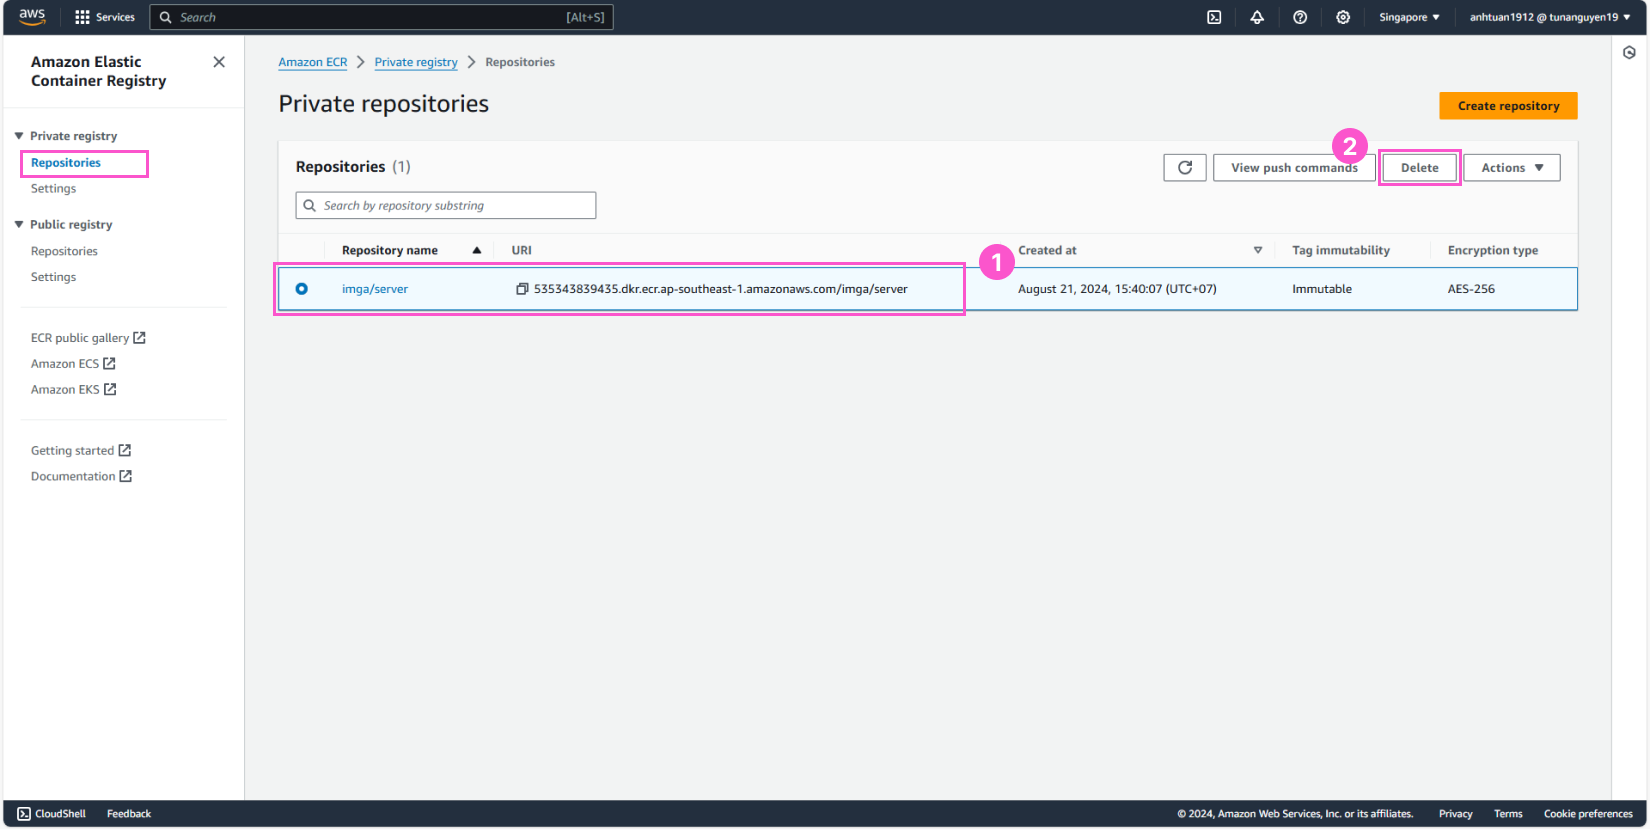 aws
Services
Search
[Alt+S]
Singapore
anhtuan1912 @ tunanguyen19
Amazon Elastic
Container Registry
Private registry
Repositories
Settings
Public registry
Repositories
Settings
ECR public gallery
Amazon ECS
Amazon EKS
Getting started
Documentation
Amazon ECR
Private registry
Repositories
Private repositories
Create repository
Repositories (1)
View push commands
2
Delete
Actions
Search by repository substring
Repository name
URI
1
Created at
Tag immutability
Encryption type
imga/server
535343839435.dkr.ecr.ap-southeast-1.amazonaws.com/imga/server
August 21, 2024, 15:40:07 (UTC+07)
Immutable
AES-256
CloudShell
Feedback
© 2024, Amazon Web Services, Inc. or its affiliates.
Privacy
Terms
Cookie preferences